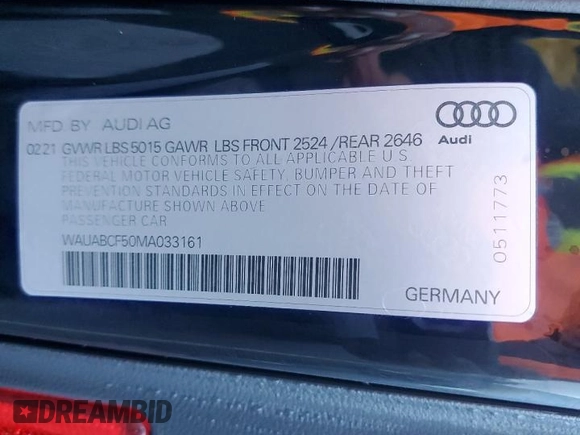 MFD. BY AUDI AG
0221 GVWR LBS 5015 GAWR LBS FRONT 2524 / REAR 2646
THIS VEHICLE CONFORMS TO ALL APPLICABLE U.S.
FEDERAL MOTOR VEHICLE SAFETY, BUMPER AND THEFT
PREVENTION STANDARDS IN EFFECT ON THE DATE OF
MANUFACTURE SHOWN ABOVE
PASSENGER CAR
WAUABCF50MA033161
Audi
0511773
GERMANY
DREAMBID